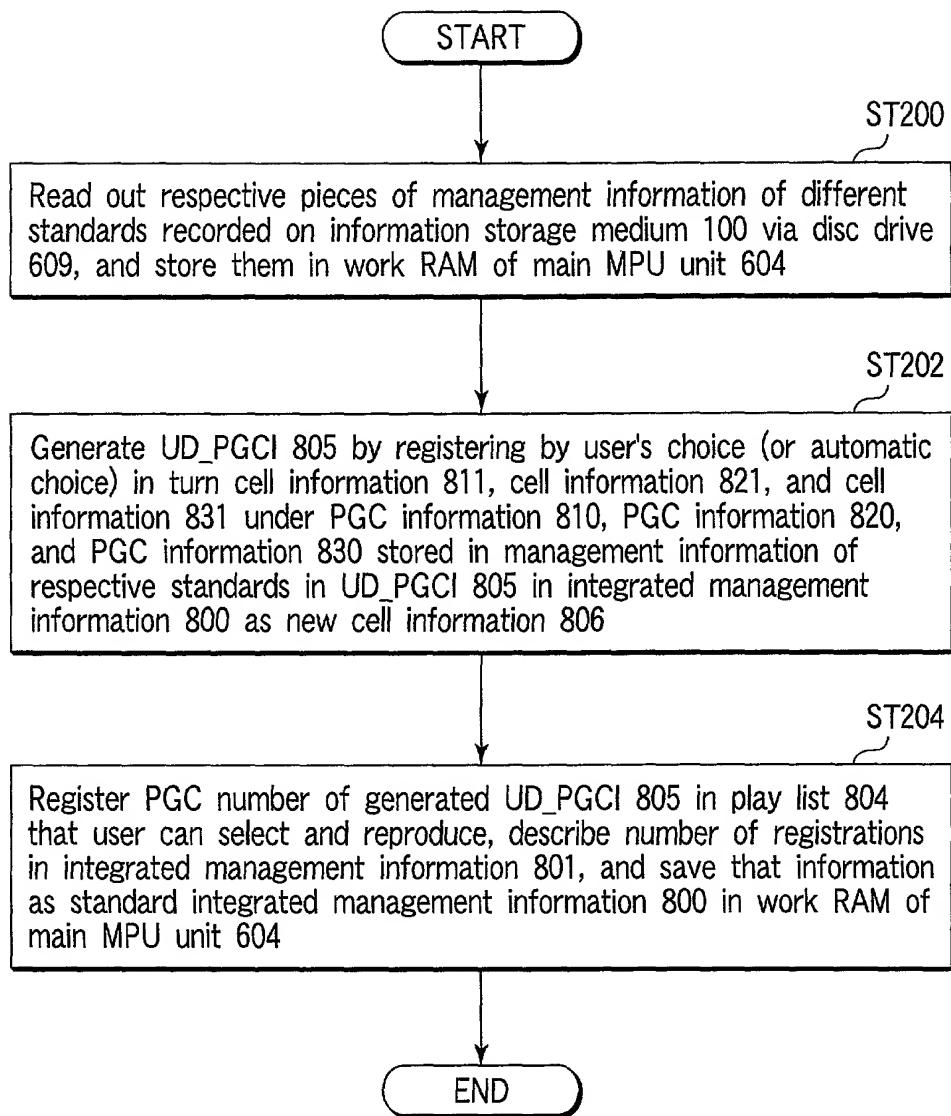 START
ST200
Read out respective pieces of management information of different
standards recorded on information storage medium 100 via disc drive
609, and store them in work RAM of main MPU unit 604
ST202
Generate UD_PGCI 805 by registering by user's choice (or automatic
choice) in turn cell information 811, cell information 821, and cell
information 831 under PGC information 810, PGC information 820,
and PGC information 830 stored in management information of
respective standards in UD_PGCI 805 in integrated management
information 800 as new cell information 806
ST204
Register PGC number of generated UD_PGCI 805 in play list 804
that user can select and reproduce, describe number of registrations
in integrated management information 801, and save that information
as standard integrated management information 800 in work RAM of
main MPU unit 604
END